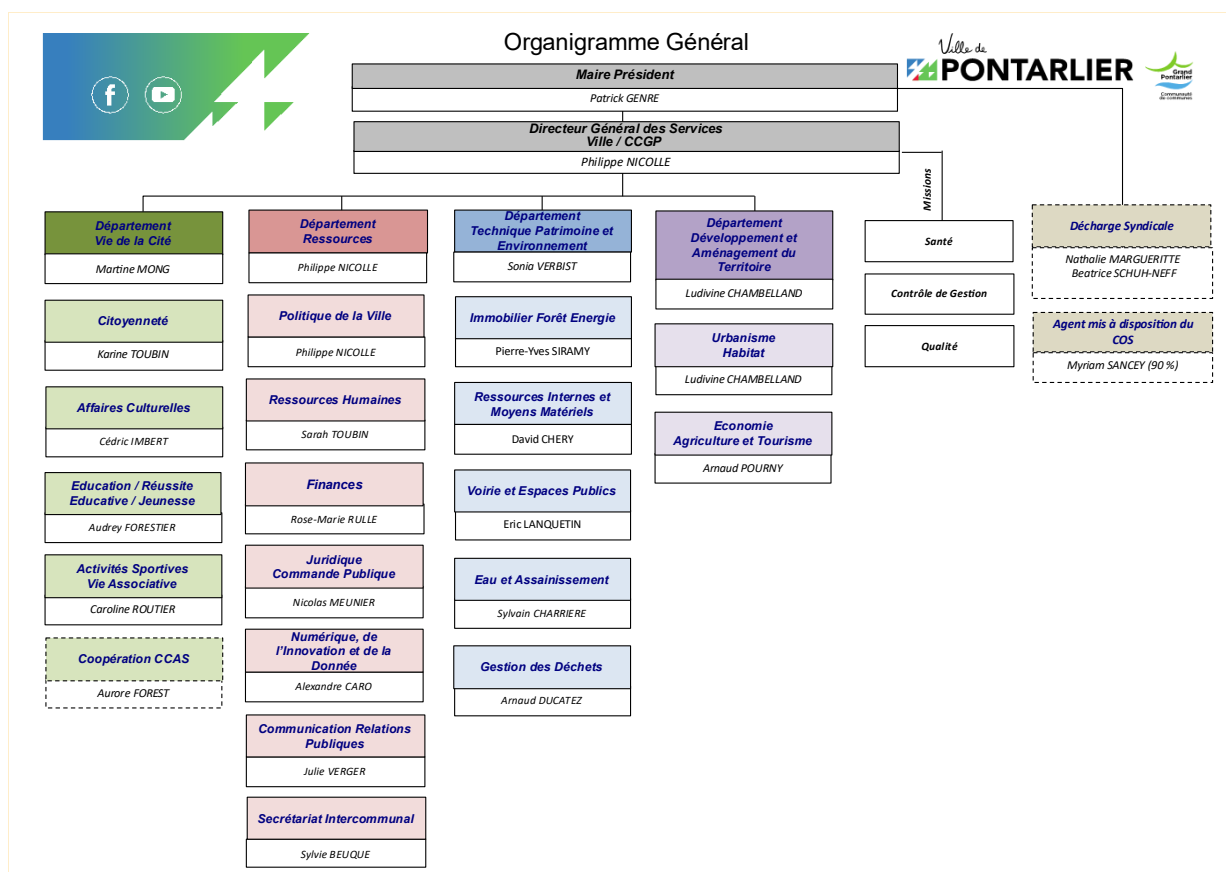 Organigramme Général
Ville de
PONTARLIER
Grand
Pontarlier
Communauté
de communes
Maire Président
Patrick GENRE
Directeur Général des Services
Ville / CCGP
Philippe NICOLLE
Missions
Département
Vie de la Cité
Martine MONG
Citoyenneté
Karine TOUBIN
Affaires Culturelles
Cédric IMBERT
Education / Réussite
Educative / Jeunesse
Audrey FORESTIER
Activités Sportives
Vie Associative
Caroline ROUTIER
Coopération CCAS
Aurore FOREST
Département
Ressources
Philippe NICOLLE
Politique de la Ville
Philippe NICOLLE
Ressources Humaines
Sarah TOUBIN
Finances
Rose-Marie RULLE
Juridique
Commande Publique
Nicolas MEUNIER
Numérique, de
l'Innovation et de la
Donnée
Alexandre CARO
Communication Relations
Publiques
Julie VERGER
Secrétariat Intercommunal
Sylvie BEUQUE
Département
Technique Patrimoine et
Environnement
Sonia VERBIST
Immobilier Forêt Energie
Pierre-Yves SIRAMY
Ressources Internes et
Moyens Matériels
David CHERY
Voirie et Espaces Publics
Eric LANQUETIN
Eau et Assainissement
Sylvain CHARRIERE
Gestion des Déchets
Arnaud DUCATEZ
Département
Développement et
Aménagement du
Territoire
Ludivine CHAMBELLAND
Urbanisme
Habitat
Ludivine CHAMBELLAND
Economie
Agriculture et Tourisme
Arnaud POURNY
Santé
Contrôle de Gestion
Qualité
Décharge Syndicale
Nathalie MARGUERITTE
Beatrice SCHUH-NEFF
Agent mis à disposition du
COS
Myriam SANCEY (90 %)